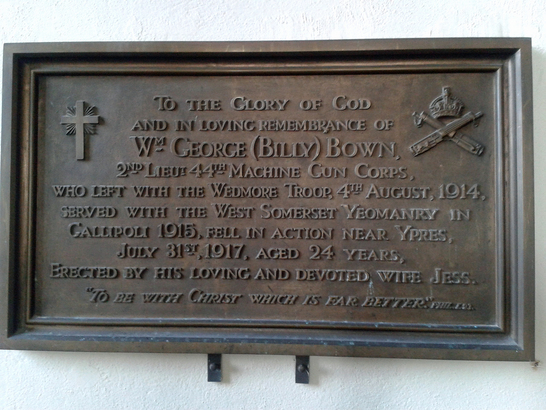 To the Glory of God
and in loving remembrance of
Wm George (Billy) Bown,
2nd Lieut 44th Machine Gun Corps,
who left with the Wedmore Troop, 4th August, 1914,
served with the West Somerset Yeomanry in
Gallipoli 1915, fell in action near Ypres,
July 31st, 1917, aged 24 years,
Erected by his loving and devoted wife Jess.
"To be with Christ which is far better" Phil.